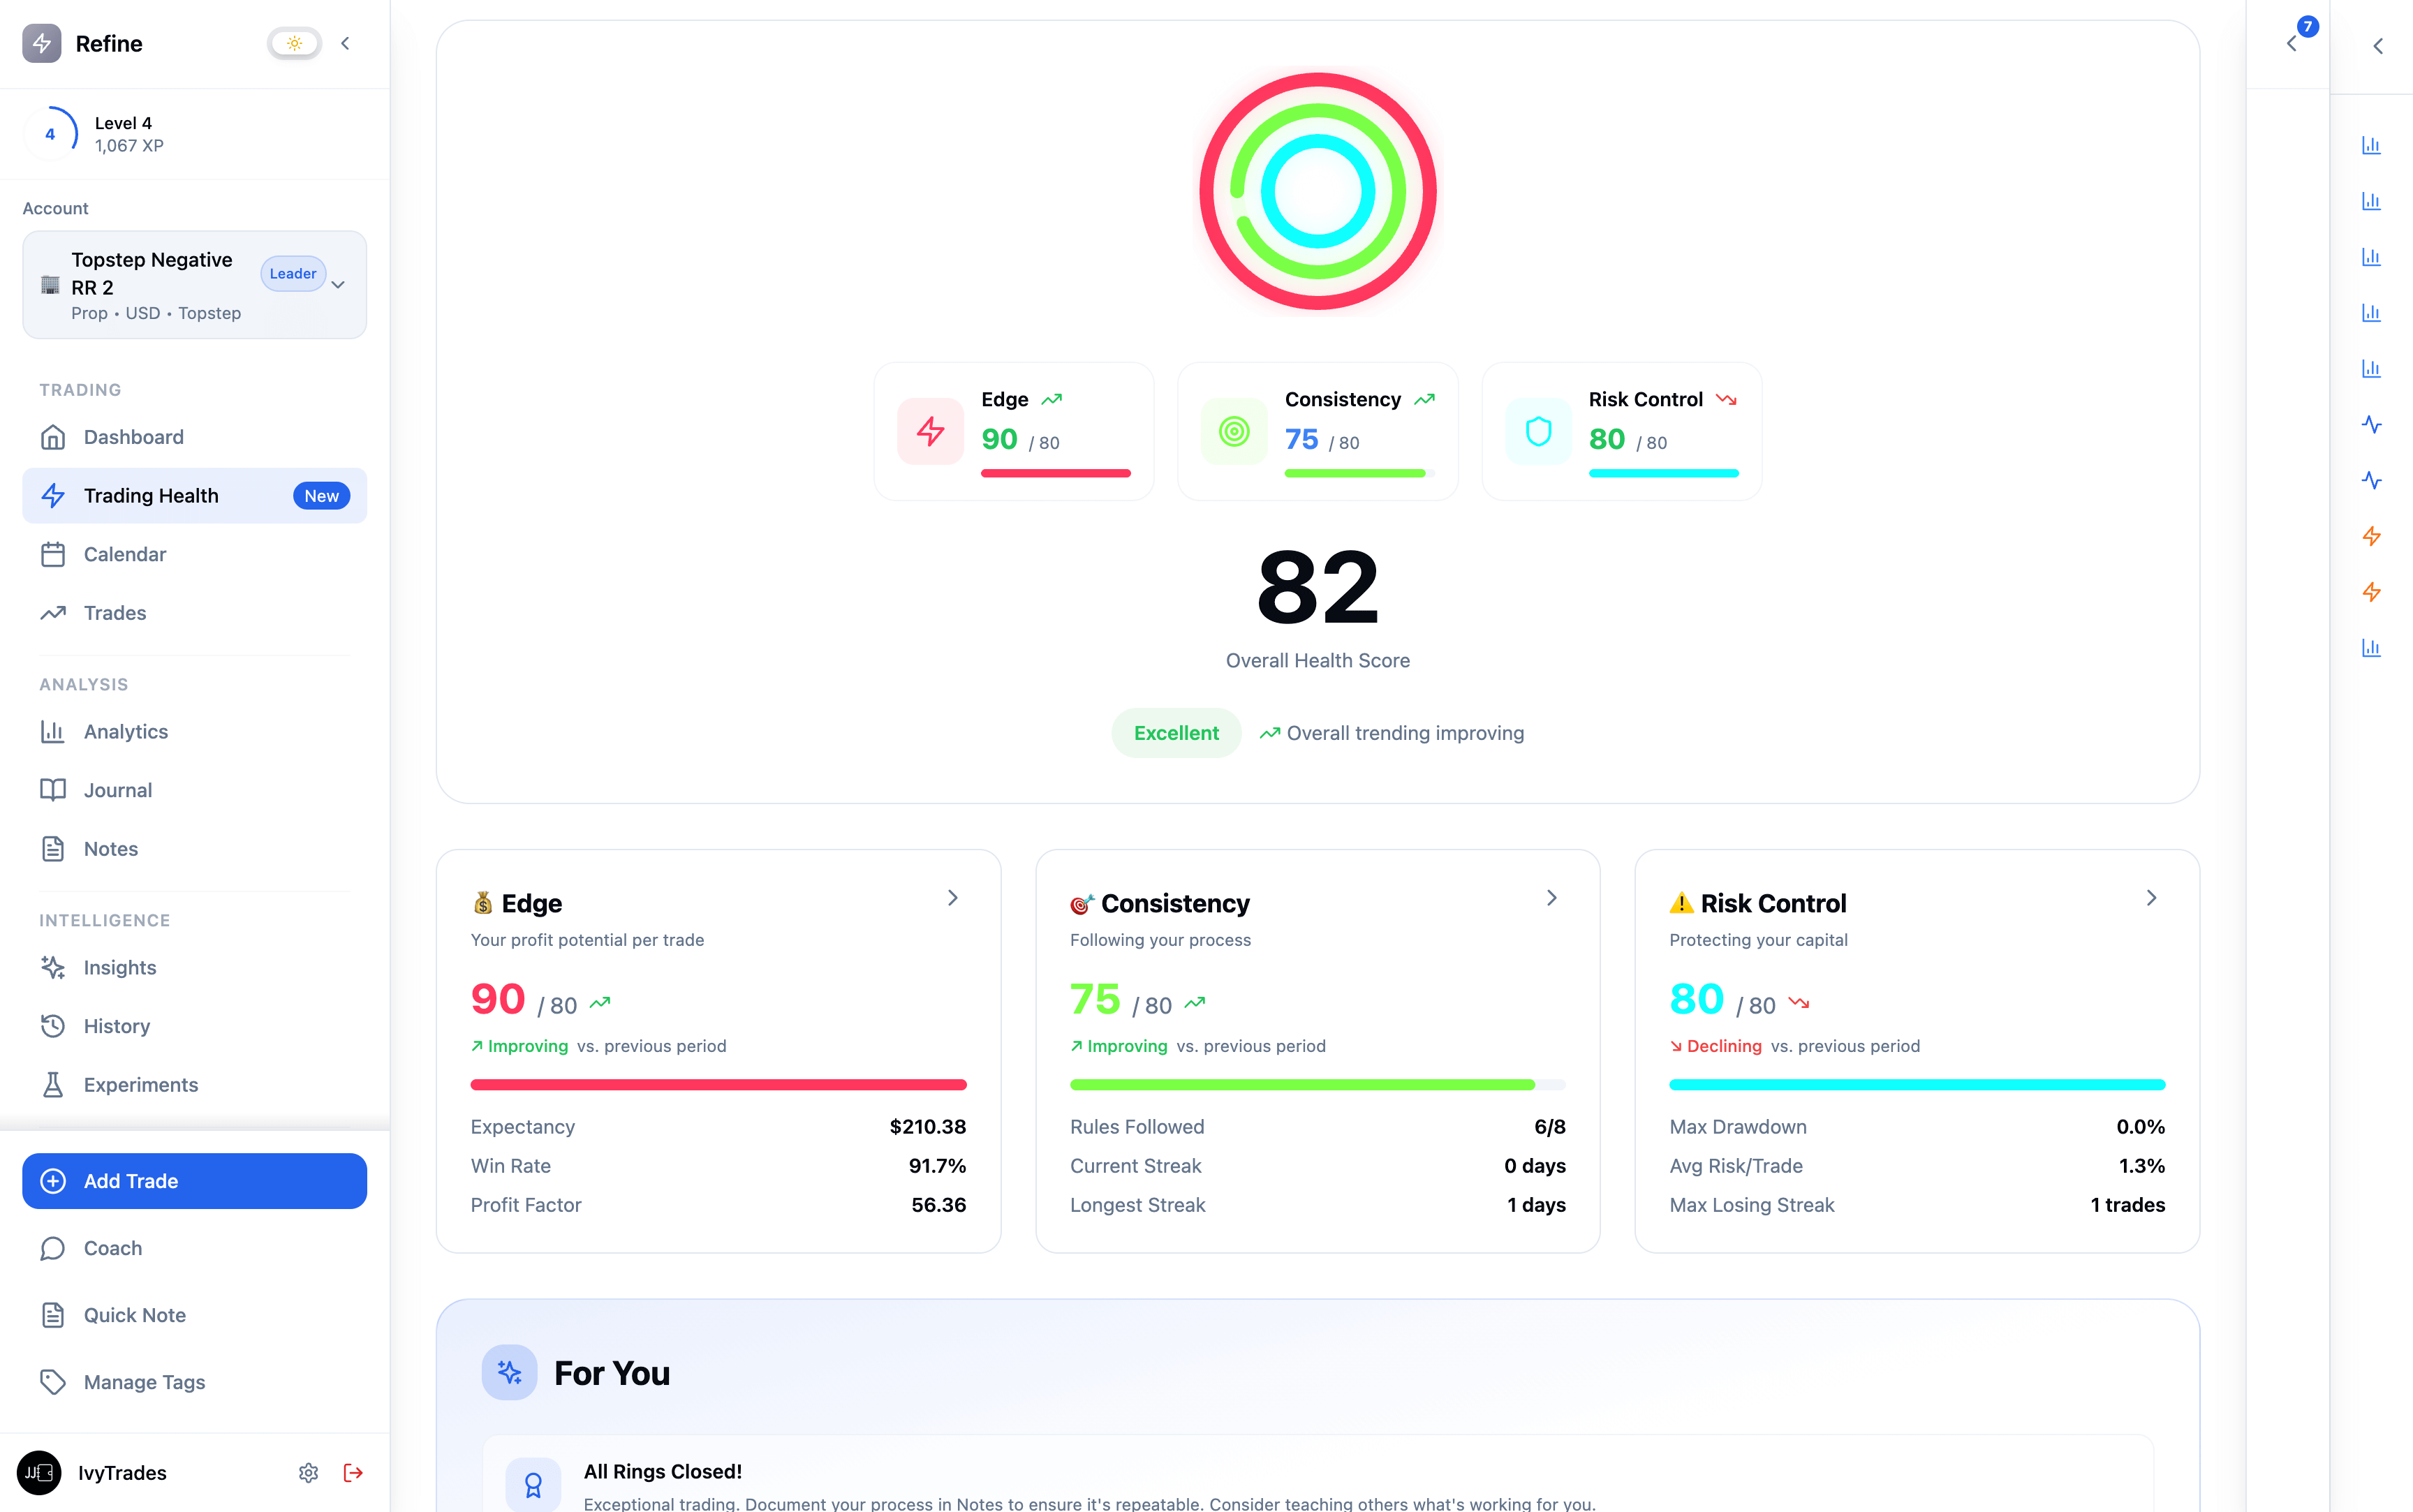 Refine
4
Level 4
1,067 XP
Account
Topstep Negative
RR 2
Leader
Prop • USD • Topstep
TRADING
Dashboard
Trading Health
New
Calendar
Trades
ANALYSIS
Analytics
Journal
Notes
INTELLIGENCE
Insights
History
Experiments
Add Trade
Coach
Quick Note
Manage Tags
IvyTrades
Edge
90 / 80
Consistency
75 / 80
Risk Control
80 / 80
82
Overall Health Score
Excellent
Overall trending improving
💰 Edge
Your profit potential per trade
90 / 80
Improving vs. previous period
Expectancy $210.38
Win Rate 91.7%
Profit Factor 56.36
🎯 Consistency
Following your process
75 / 80
Improving vs. previous period
Rules Followed 6/8
Current Streak 0 days
Longest Streak 1 days
⚠️ Risk Control
Protecting your capital
80 / 80
Declining vs. previous period
Max Drawdown 0.0%
Avg Risk/Trade 1.3%
Max Losing Streak 1 trades
For You
All Rings Closed!
Exceptional trading. Document your process in Notes to ensure it's repeatable. Consider teaching others what's working for you.
7